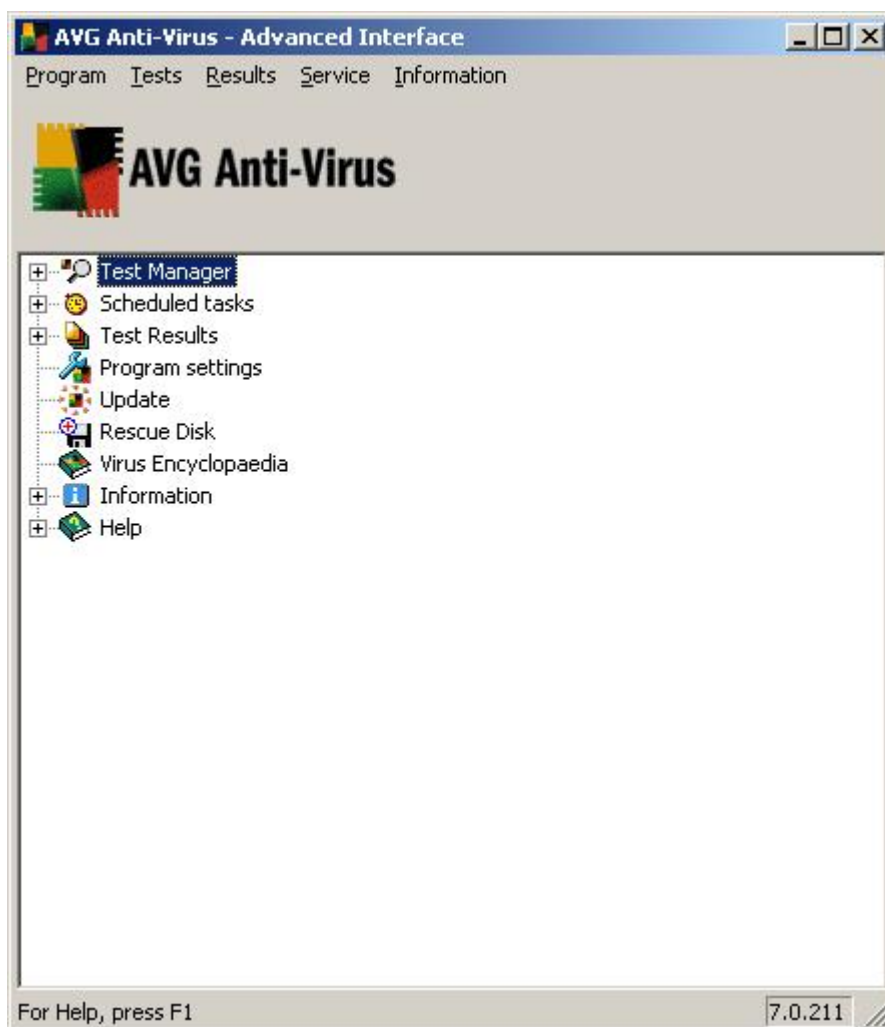 AVG Anti-Virus - Advanced Interface
Program Tests Results Service Information
AVG Anti-Virus
Test Manager
Scheduled tasks
Test Results
Program settings
Update
Rescue Disk
Virus Encyclopaedia
Information
Help
For Help, press F1 7.0.211